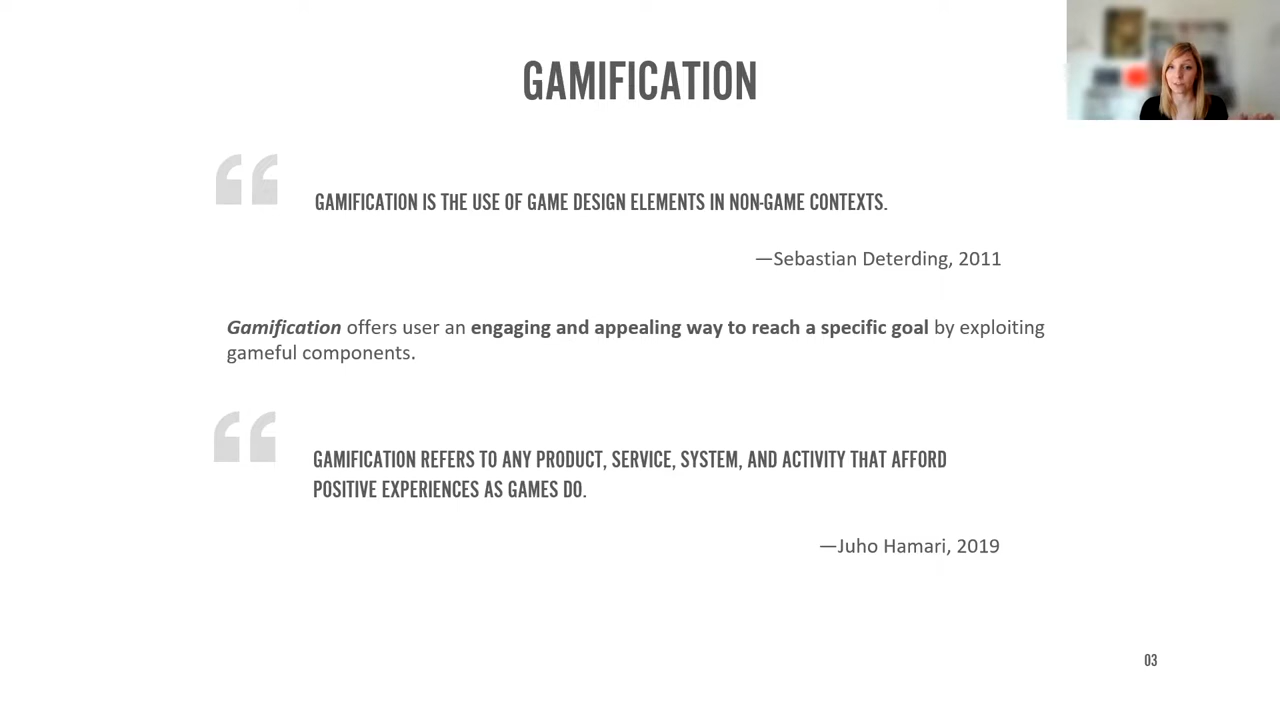 GAMIFICATION
GAMIFICATION IS THE USE OF GAME DESIGN ELEMENTS IN NON-GAME CONTEXTS.
—Sebastian Deterding, 2011
Gamification offers user an engaging and appealing way to reach a specific goal by exploiting
gameful components.
GAMIFICATION REFERS TO ANY PRODUCT, SERVICE, SYSTEM, AND ACTIVITY THAT AFFORD
POSITIVE EXPERIENCES AS GAMES DO.
—Juho Hamari, 2019
03